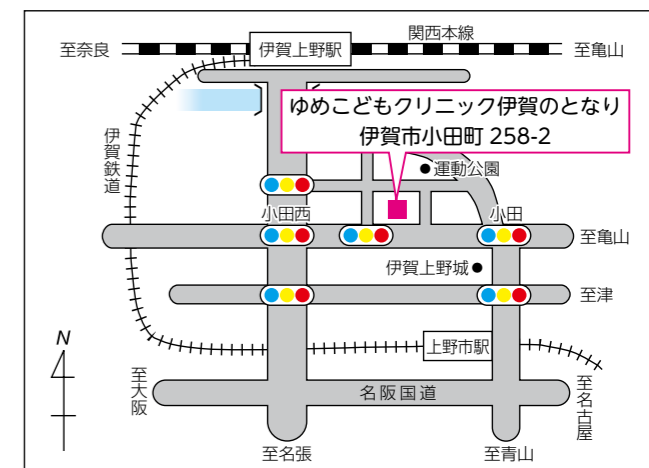 関西本線
至奈良
伊賀上野駅
至亀山
ゆめこどもクリニック伊賀のとなり
伊賀市小田町 258-2
伊賀鉄道
運動公園
小田西
小田
至亀山
伊賀上野城
至津
N
上野市駅
至大阪
名阪国道
至名古屋
至名張
至青山